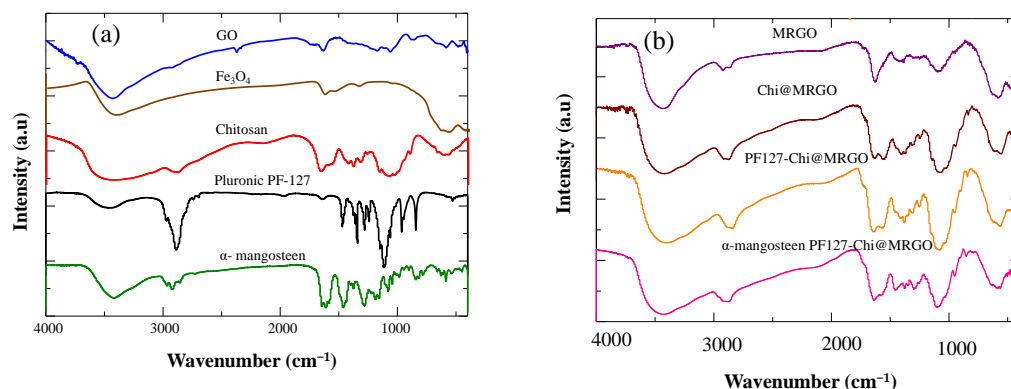 (a)
GO
Fe₃O₄
Chitosan
Pluronic PF-127
α- mangosteen
Intensity (a.u)
4000 3000 2000 1000
Wavenumber (cm⁻¹)
(b)
MRGO
Chi@MRGO
PF127-Chi@MRGO
α-mangosteen PF127-Chi@MRGO
Intensity (a.u)
4000 3000 2000 1000
Wavenumber (cm⁻¹)